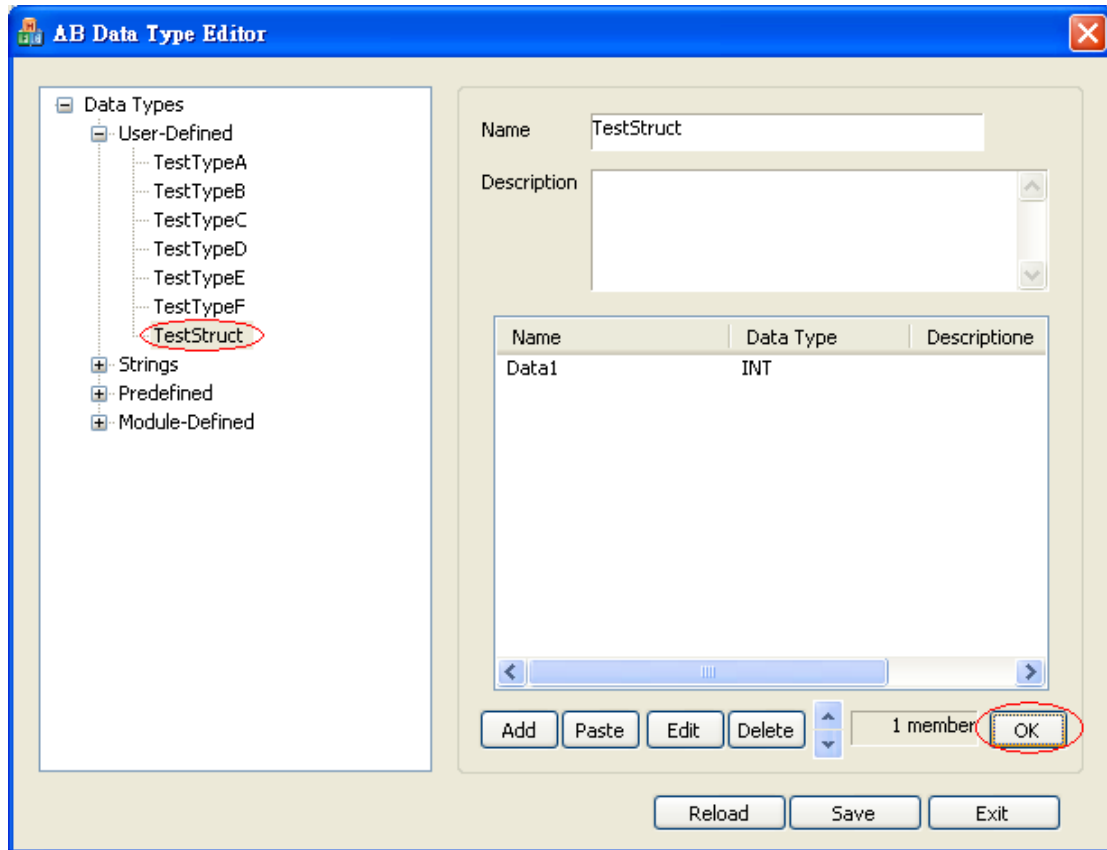 AB Data Type Editor
Data Types
User-Defined
TestTypeA
TestTypeB
TestTypeC
TestTypeD
TestTypeE
TestTypeF
TestStruct
Strings
Predefined
Module-Defined
Name TestStruct
Description
Name Data Type Descriptione
Data1 INT
Add Paste Edit Delete 1 member OK
Reload Save Exit